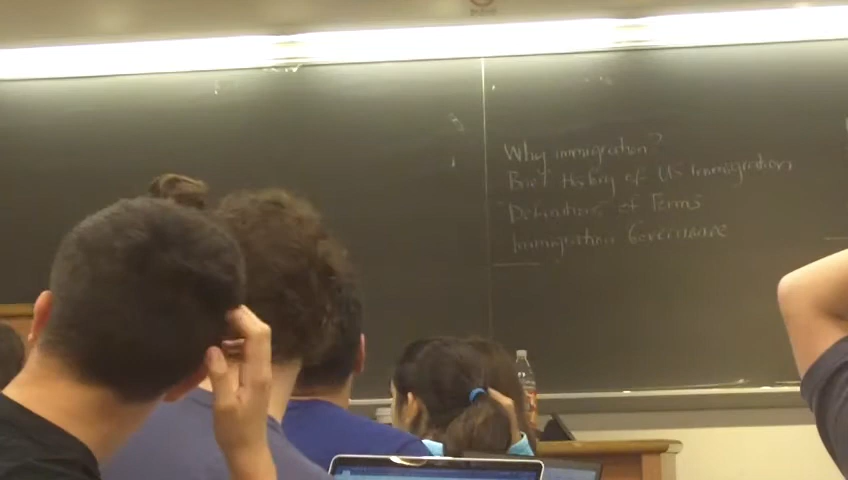 Why immigration?
Brief History of US Immigration
Definitions of Terms
Immigration Governance